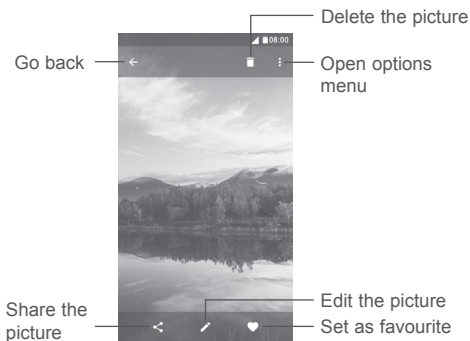 Delete the picture
08:00
Go back
Open options
menu
Share the
picture
Edit the picture
Set as favourite